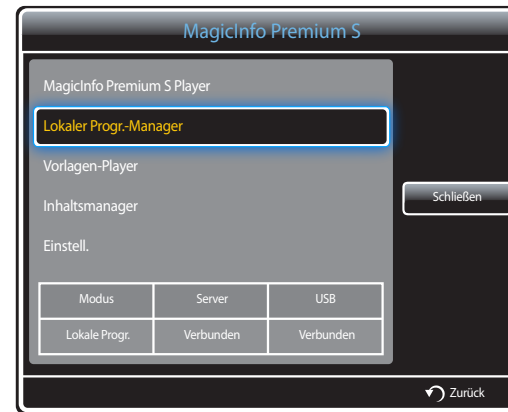 MagicInfo Premium S
MagicInfo Premium S Player
Lokaler Progr.-Manager
Vorlagen-Player
Inhaltsmanager
Einstell.
Schließen
Modus Server USB
Lokale Progr. Verbunden Verbunden
Zurück